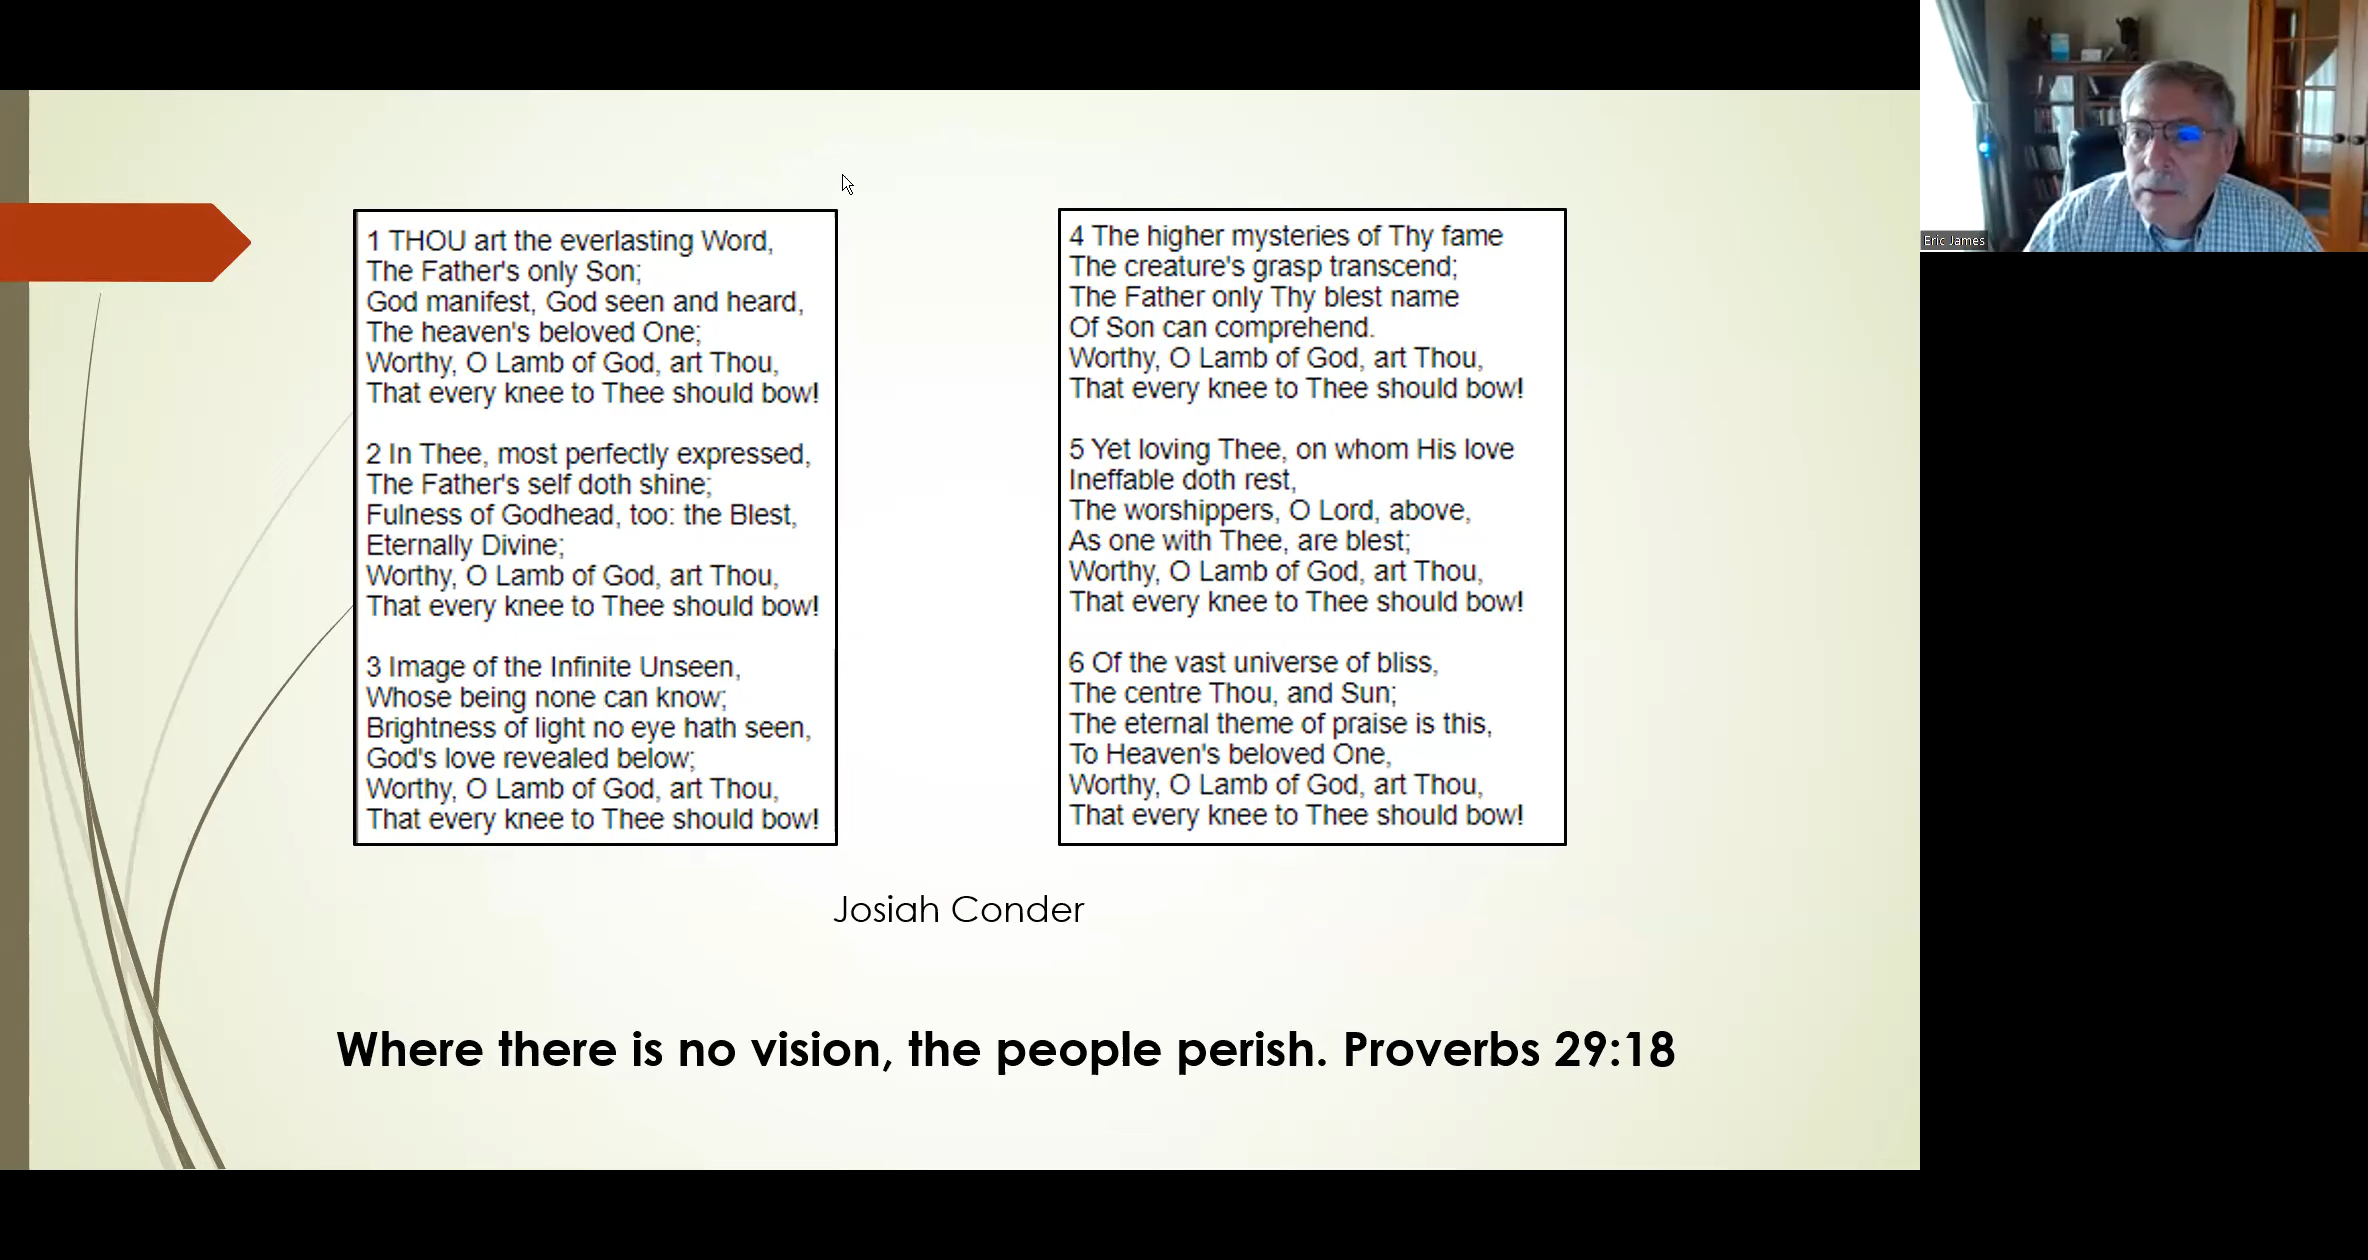 1 THOU art the everlasting Word,
The Father's only Son;
God manifest, God seen and heard,
The heaven's beloved One;
Worthy, O Lamb of God, art Thou,
That every knee to Thee should bow!
2 In Thee, most perfectly expressed,
The Father's self doth shine;
Fulness of Godhead, too: the Blest,
Eternally Divine;
Worthy, O Lamb of God, art Thou,
That every knee to Thee should bow!
3 Image of the Infinite Unseen,
Whose being none can know;
Brightness of light no eye hath seen,
God's love revealed below;
Worthy, O Lamb of God, art Thou,
That every knee to Thee should bow!
4 The higher mysteries of Thy fame
The creature's grasp transcend;
The Father only Thy blest name
Of Son can comprehend.
Worthy, O Lamb of God, art Thou,
That every knee to Thee should bow!
5 Yet loving Thee, on whom His love
Ineffable doth rest,
The worshippers, O Lord, above,
As one with Thee, are blest;
Worthy, O Lamb of God, art Thou,
That every knee to Thee should bow!
6 Of the vast universe of bliss,
The centre Thou, and Sun;
The eternal theme of praise is this,
To Heaven's beloved One,
Worthy, O Lamb of God, art Thou,
That every knee to Thee should bow!
Josiah Conder
Where there is no vision, the people perish. Proverbs 29:18
Eric James